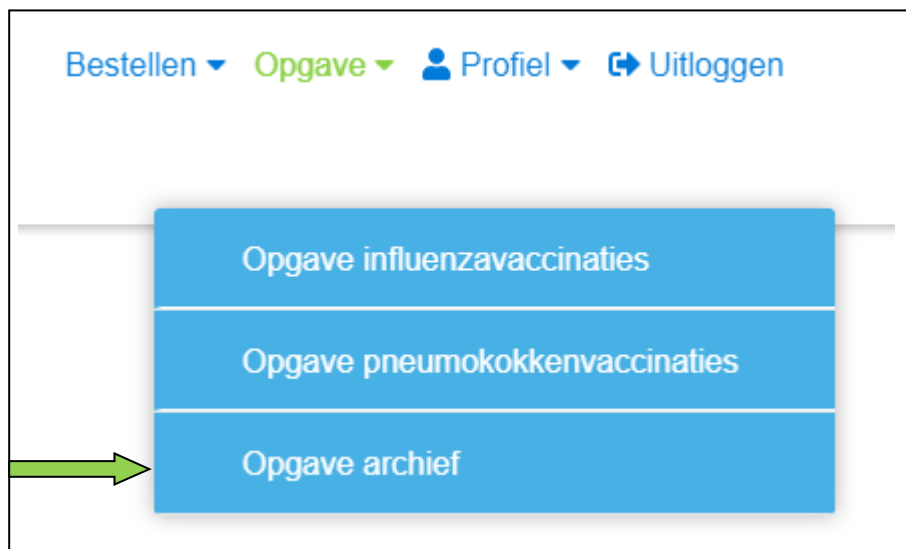 Bestellen Opgave Profiel Uitloggen
Opgave influenzavaccinaties
Opgave pneumokokkenvaccinaties
Opgave archief